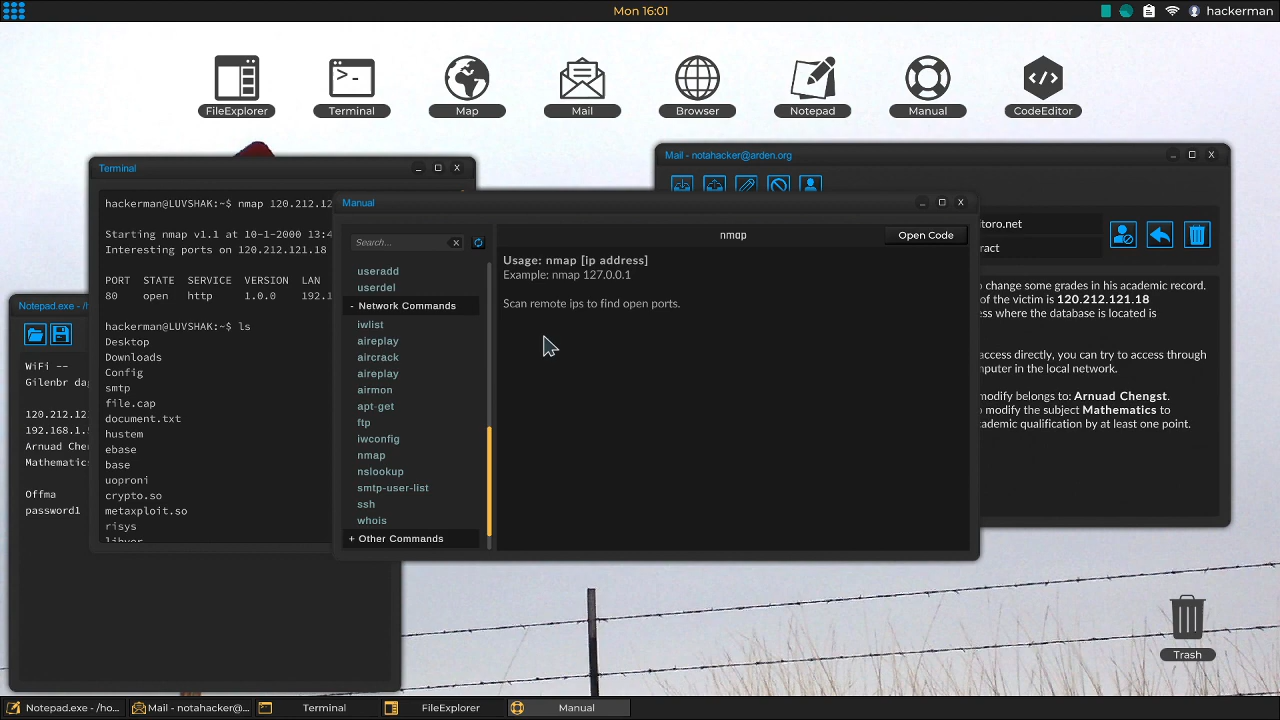 Mon 16:01
hackerman
FileExplorer
Terminal
Map
Mail
Browser
Notepad
Manual
CodeEditor
Terminal
hackerman@LUVSHAK:~$ nmap 120.212.12
Starting nmap v1.1 at 10-1-2000 13:4
Interesting ports on 120.212.121.18
PORT STATE SERVICE VERSION LAN
80 open http 1.0.0 192.1
hackerman@LUVSHAK:~$ ls
Desktop
Downloads
Config
smtp
file.cap
document.txt
hustem
ebase
base
uoproni
crypto.so
metaxploit.so
risys
Mail - notahacker@arden.org
itoro.net
ract
o change some grades in his academic record.
of the victim is 120.212.121.18
ess where the database is located is
access directly, you can try to access through
mputer in the local network.
modify belongs to: Arnuad Chengst.
o modify the subject Mathematics to
cademic qualification by at least one point.
Manual
Search...
useradd
userdel
- Network Commands
iwlist
aireplay
aircrack
aireplay
airmon
apt-get
ftp
iwconfig
nmap
nslookup
smtp-user-list
ssh
whois
+ Other Commands
nmap
Open Code
Usage: nmap [ip address]
Example: nmap 127.0.0.1
Scan remote ips to find open ports.
Notepad.exe - /h
WiFi --
Gilenbr da
120.212.12
192.168.1.
Arnuad Che
Mathematic
Offma
password1
Trash
Notepad.exe - /ho...
Mail - notahacker@...
Terminal
FileExplorer
Manual